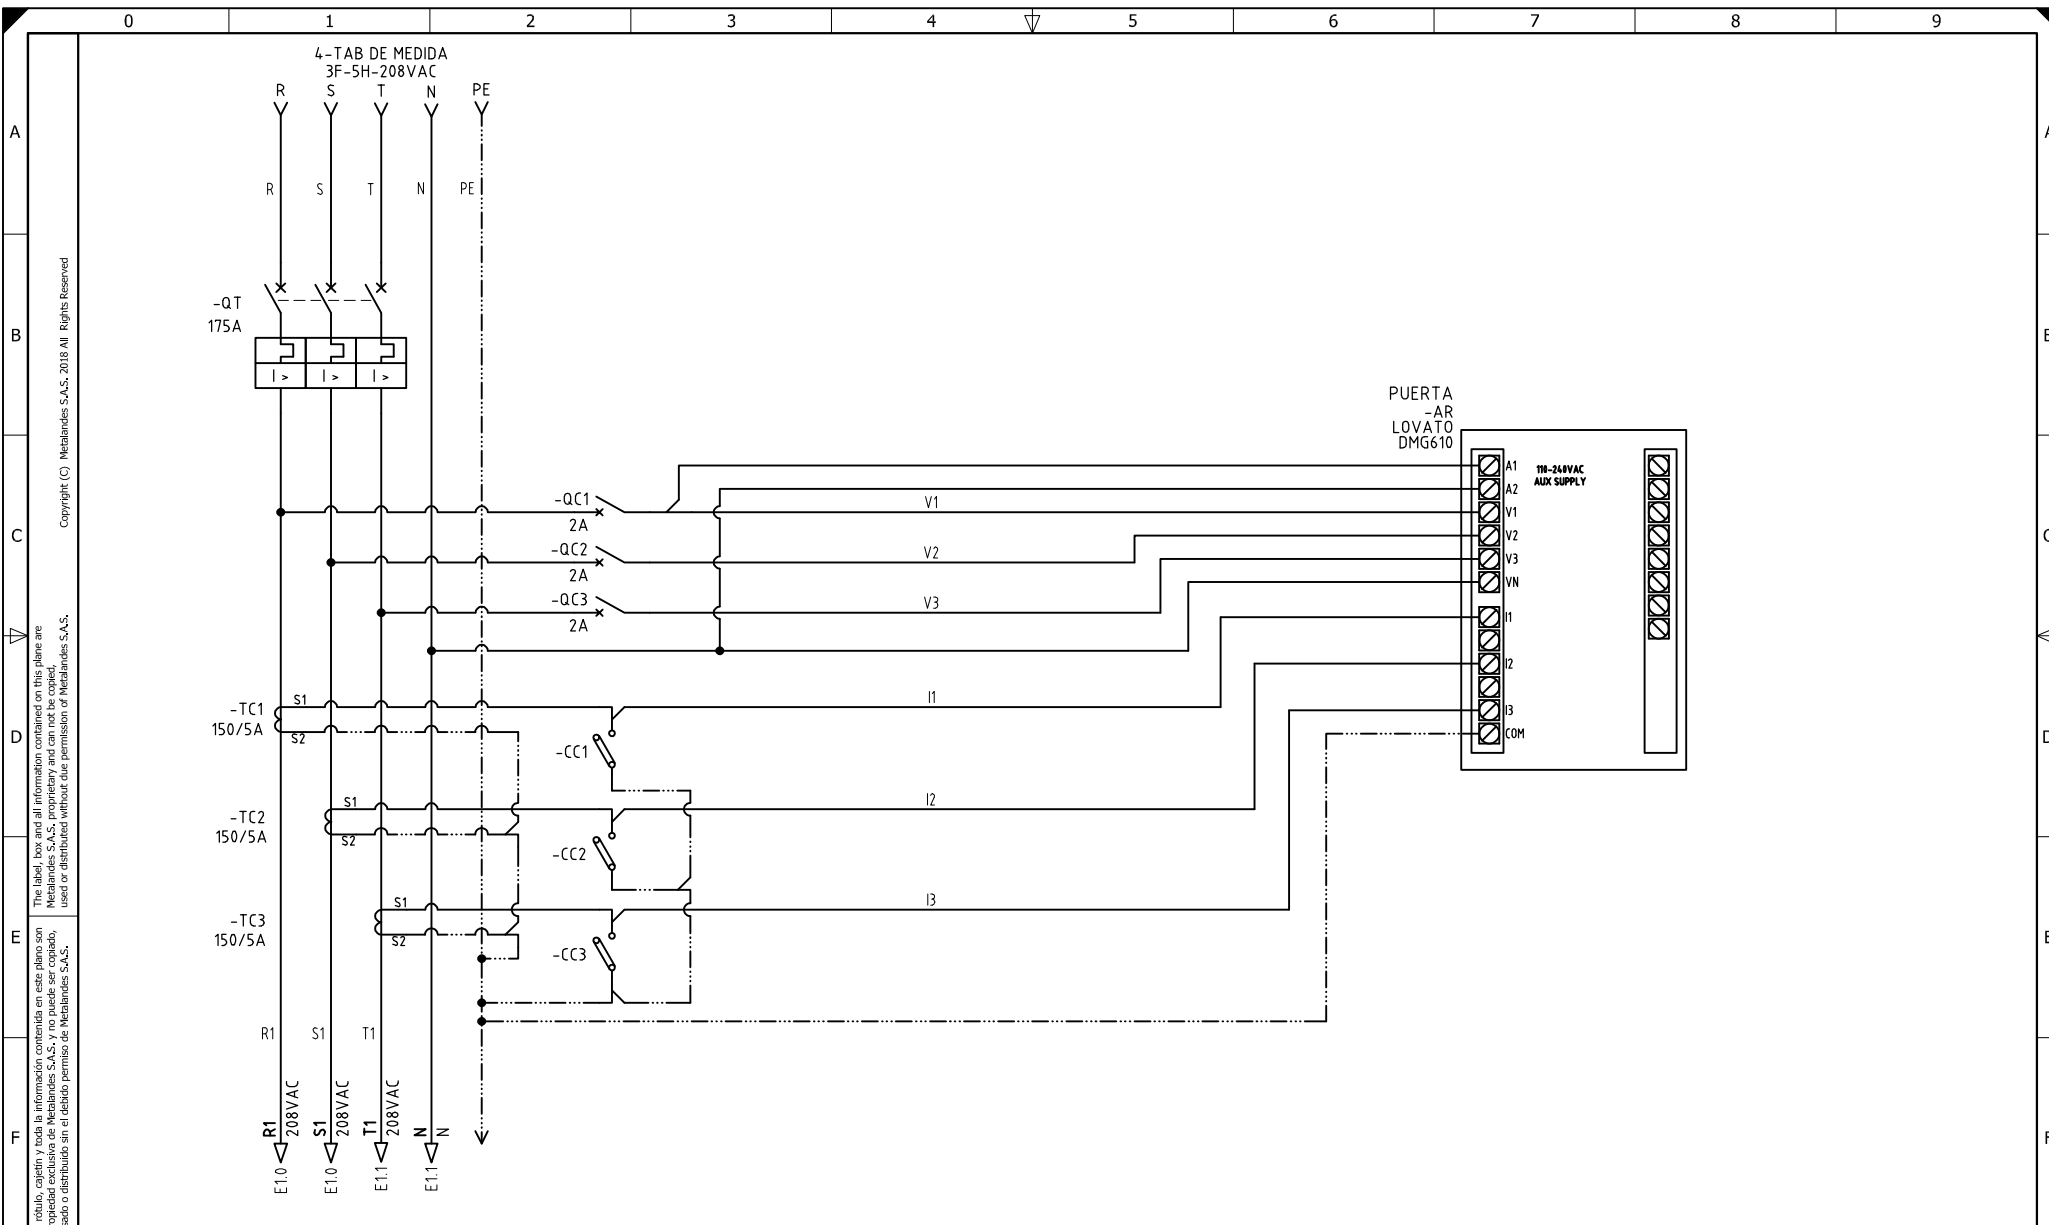 0 1 2 3 4 5 6 7 8 9
4-TAB DE MEDIDA
3F-5H-208VAC
R S T N PE
A
R S T N PE
-QT
175A
B
I > I > I >
PUERTA
-AR
LOVATO
DMG610
A1
110-240VAC
AUX SUPPLY
A2
-QC1
V1
V1
2A
C
-QC2
V2
V2
2A
V3
-QC3
V3
VN
2A
I1
I2
-TC1
150/5A
S1
S2
I1
I3
D
COM
-CC1
-TC2
150/5A
S1
S2
I2
-CC2
-TC3
150/5A
S1
S2
I3
E
-CC3
R1 S1 T1
R1
208VAC
S1
208VAC
T1
208VAC
N
N
F
E1.0
E1.0
E1.1
E1.1
Copyright (C) Metalandes S.A.S. 2018 All Rights Reserved
The label, box and all information contained on this plane are
Metalandes S.A.S. proprietary and can not be copied,
used or distributed without due permission of Metalandes S.A.S.
rótulo, cajetín y toda la información contenida en este plano son
exclusiva de Metalandes S.A.S. y no puede ser copiado,
o distribuido sin el debido permiso de Metalandes S.A.S.